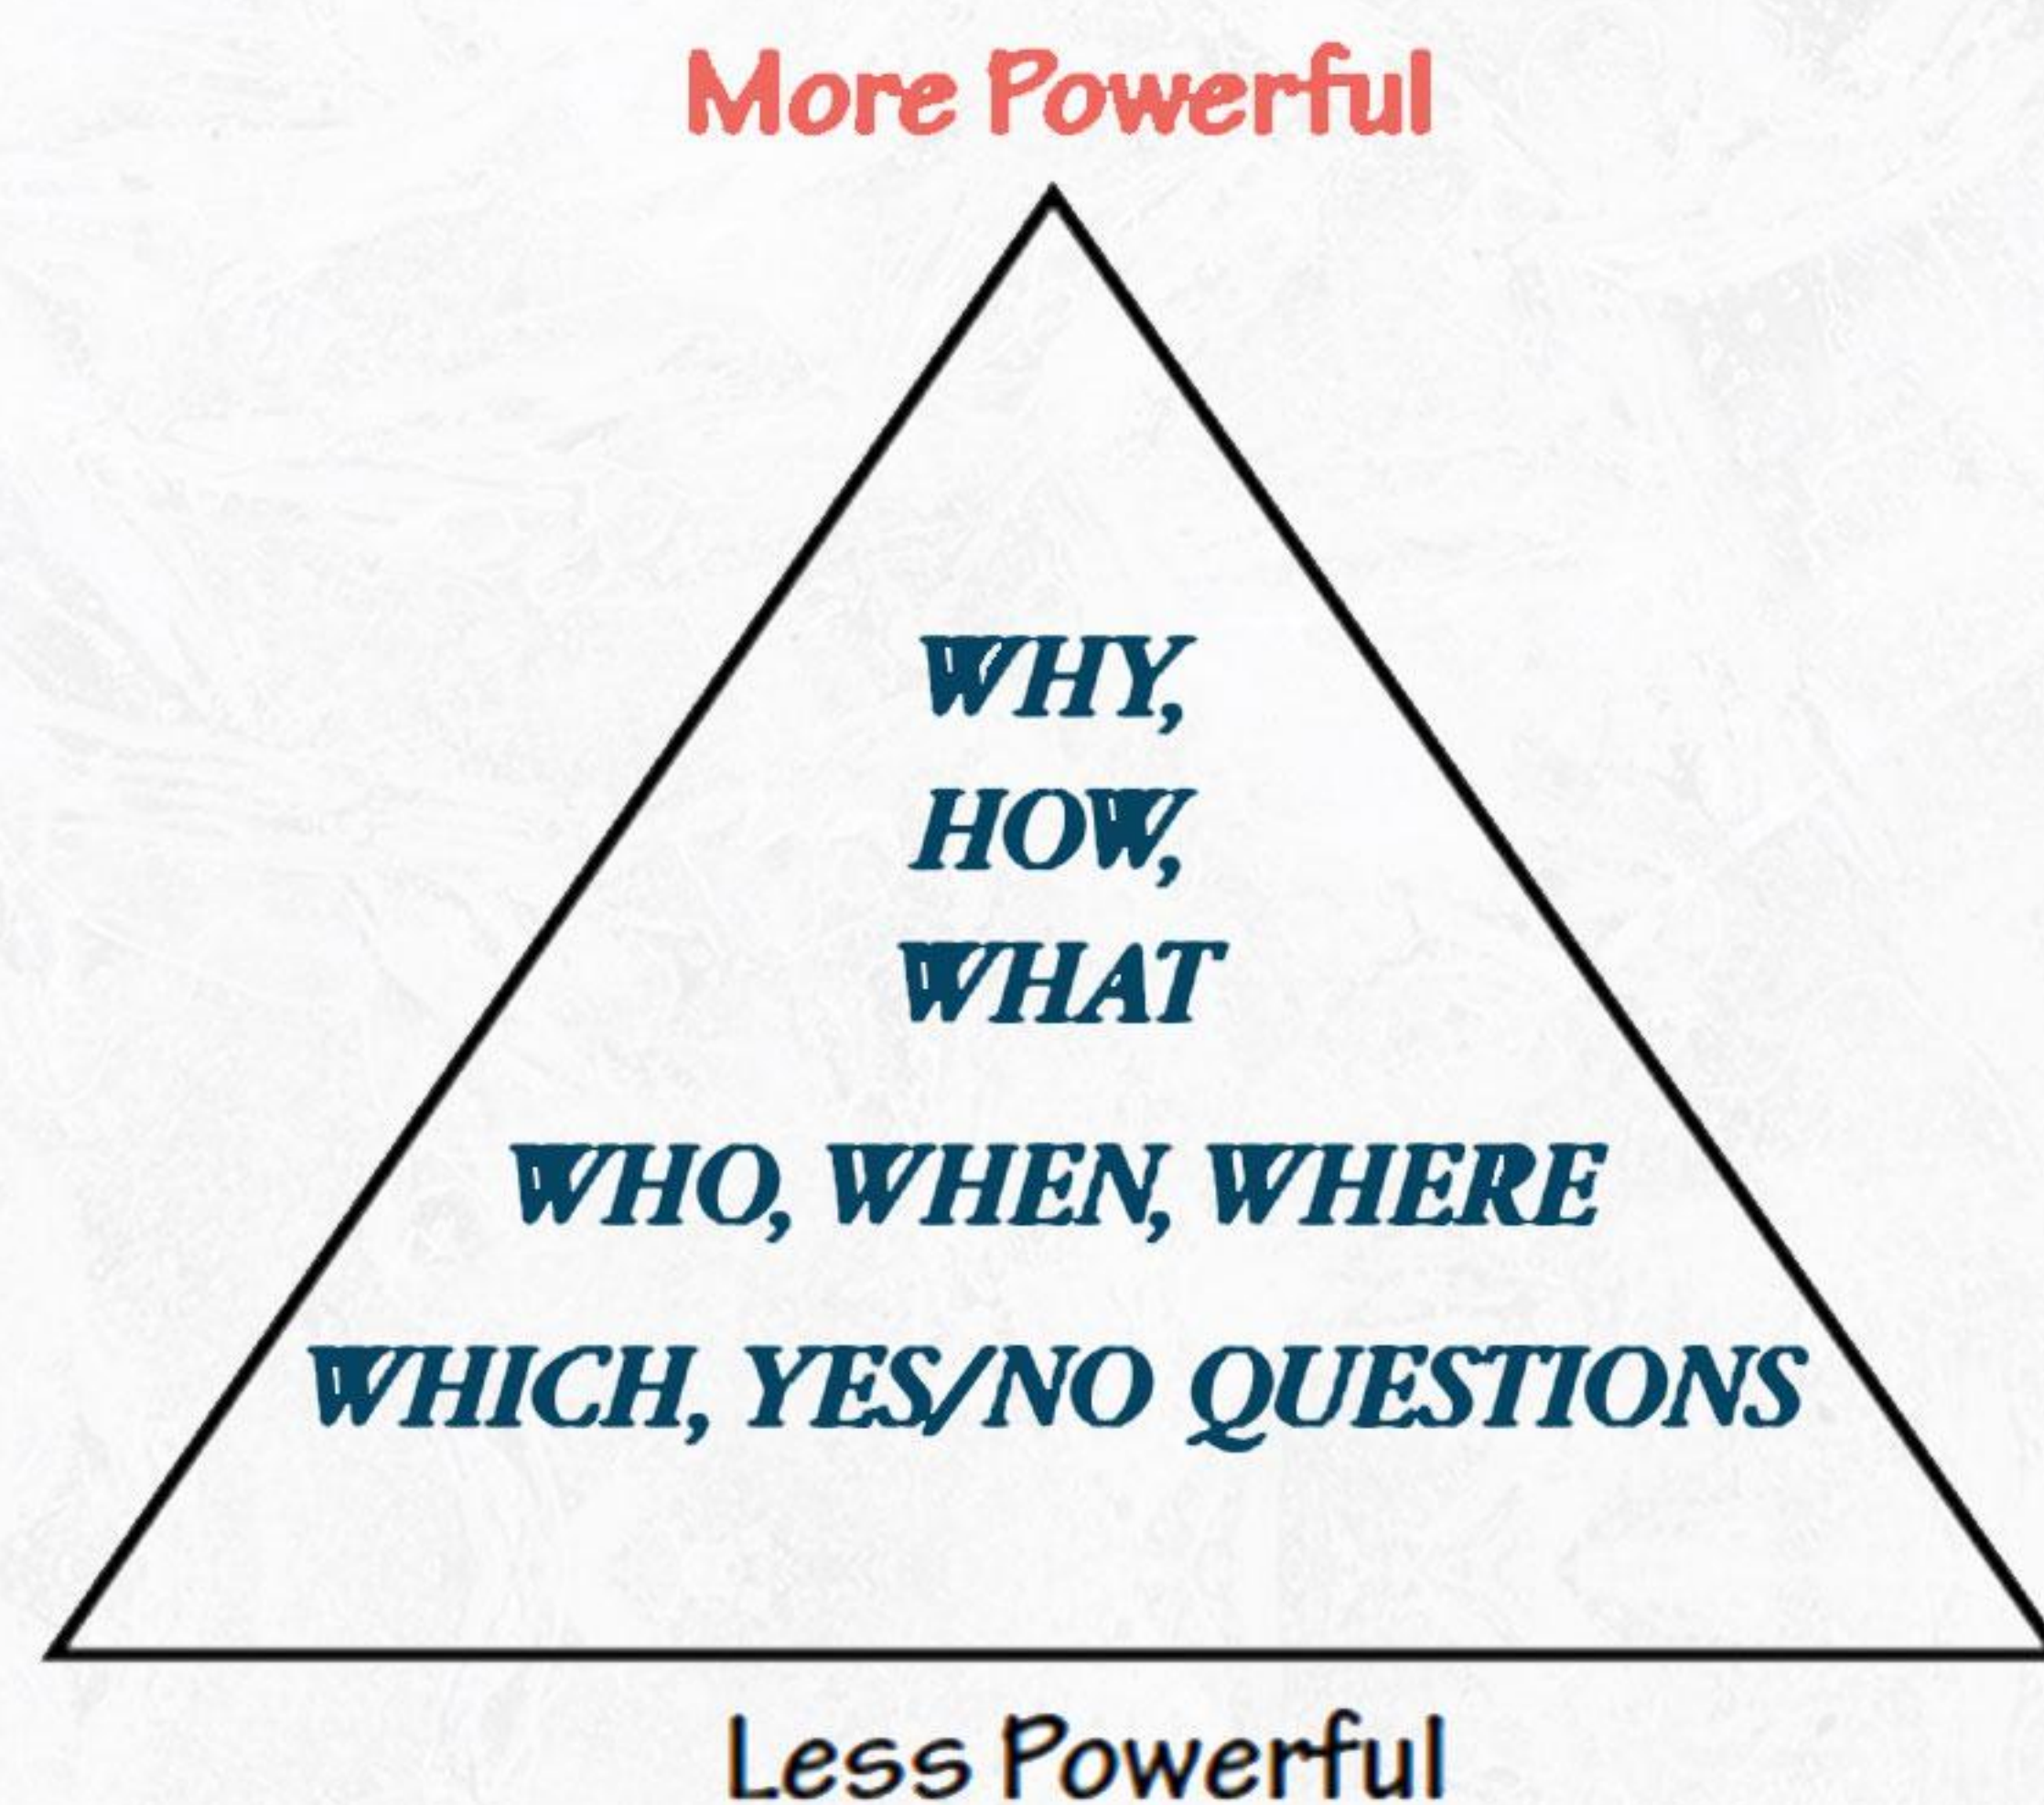 More Powerful
WHY,
HOW,
WHAT
WHO, WHEN, WHERE
WHICH, YES/NO QUESTIONS
Less Powerful